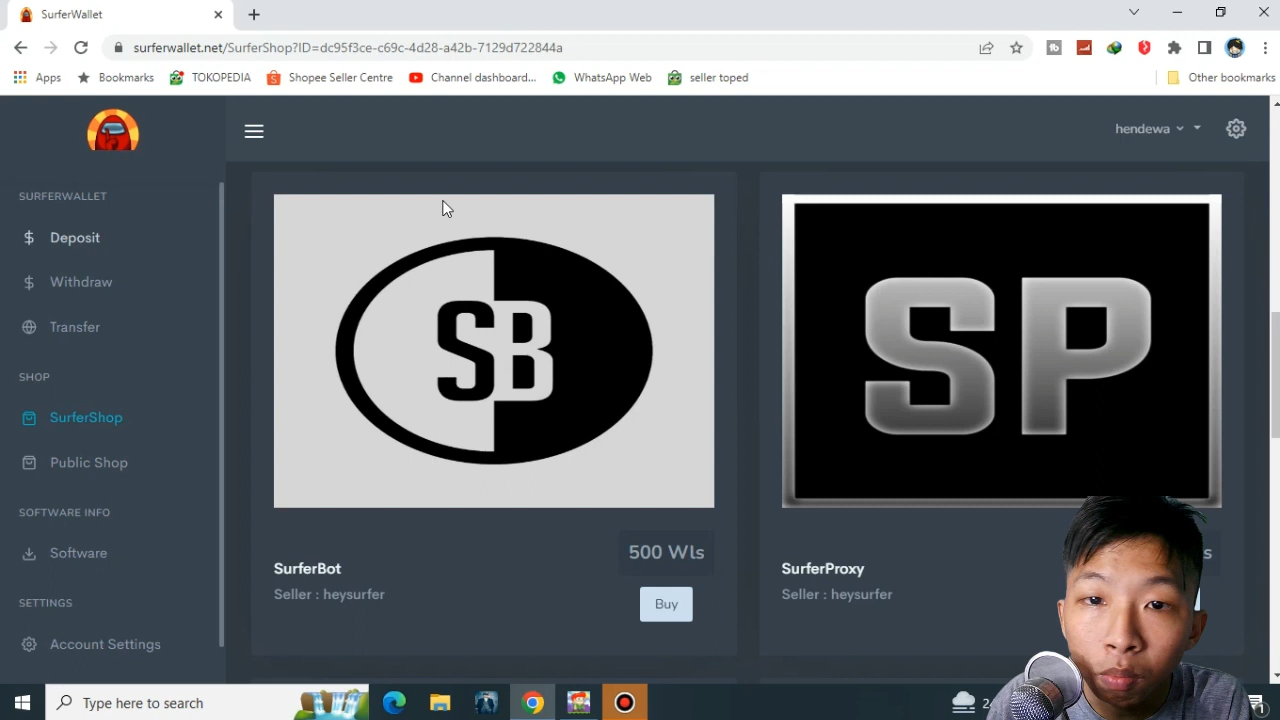 SurferWallet
surferwallet.net/SurferShop?ID=dc95f3ce-c69c-4d28-a42b-7129d722844a
Apps Bookmarks TOKOPEDIA Shopee Seller Centre Channel dashboard... WhatsApp Web seller toped Other bookmarks
hendewa
SURFERWALLET
Deposit
Withdraw
Transfer
SHOP
SurferShop
Public Shop
SOFTWARE INFO
Software
SETTINGS
Account Settings
SB
500 Wls
SurferBot
Seller : heysurfer
Buy
SP
SurferProxy
Seller : heysurfer
Type here to search